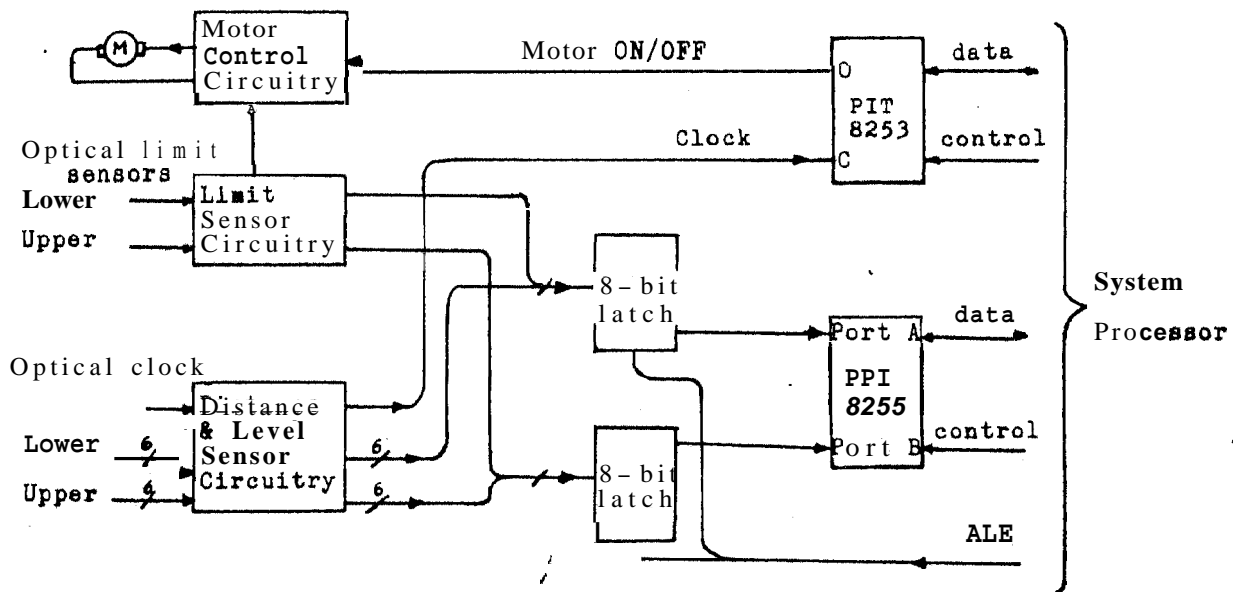 M
Motor
Control
Circuitry
Motor ON/OFF
O
PIT
8253
C
data
control
Clock
Optical limit
sensors
Lower
Upper
Limit
Sensor
Circuitry
8-bit
latch
Port A
PPI
8255
Port B
data
control
System
Processor
Optical clock
Lower
Upper
6
6
Distance
& Level
Sensor
Circuitry
6
6
8-bit
latch
ALE